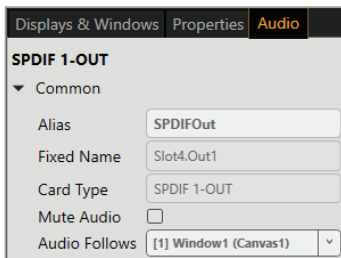 Displays & Windows Properties Audio
SPDIF 1-OUT
Common
Alias SPDIFOut
Fixed Name Slot4.Out1
Card Type SPDIF 1-OUT
Mute Audio
Audio Follows [1] Window1 (Canvas1)